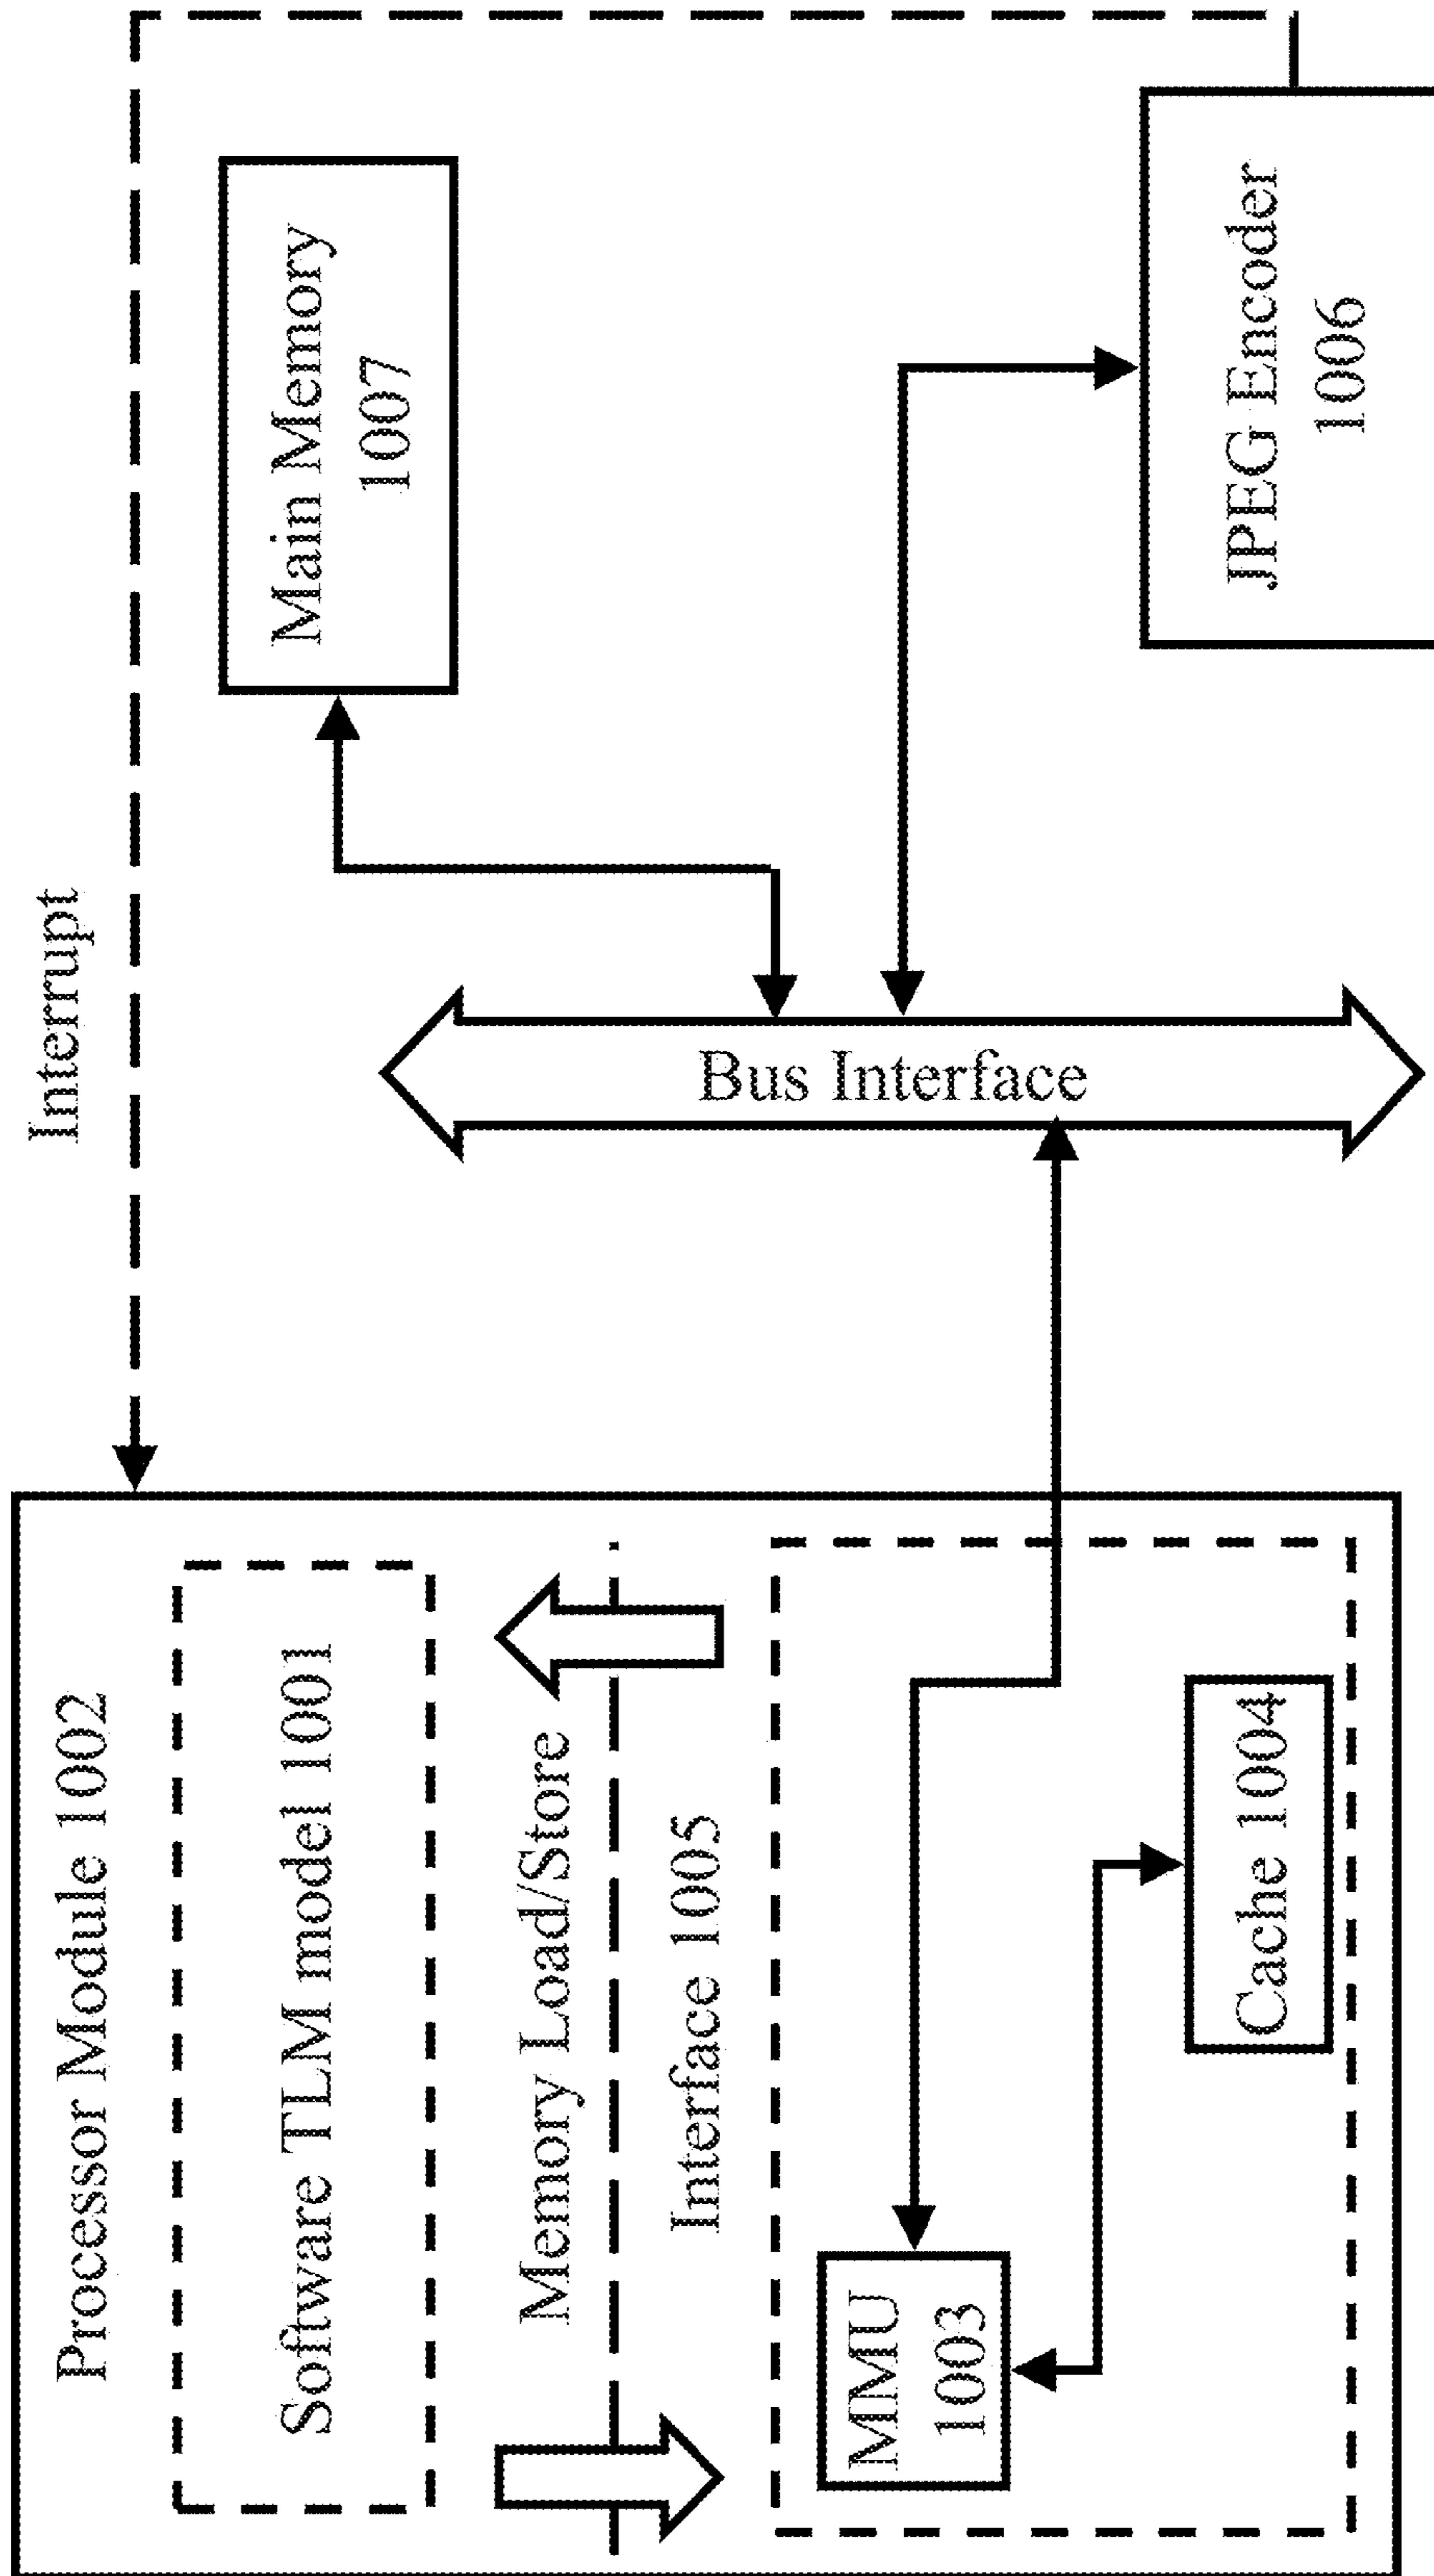 Processor Module 1002
Software TLM model 1001
Memory Load/Store
Interface 1005
MMU
1003
Cache 1004
Interrupt
Bus Interface
Main Memory
1007
JPEG Encoder
1006